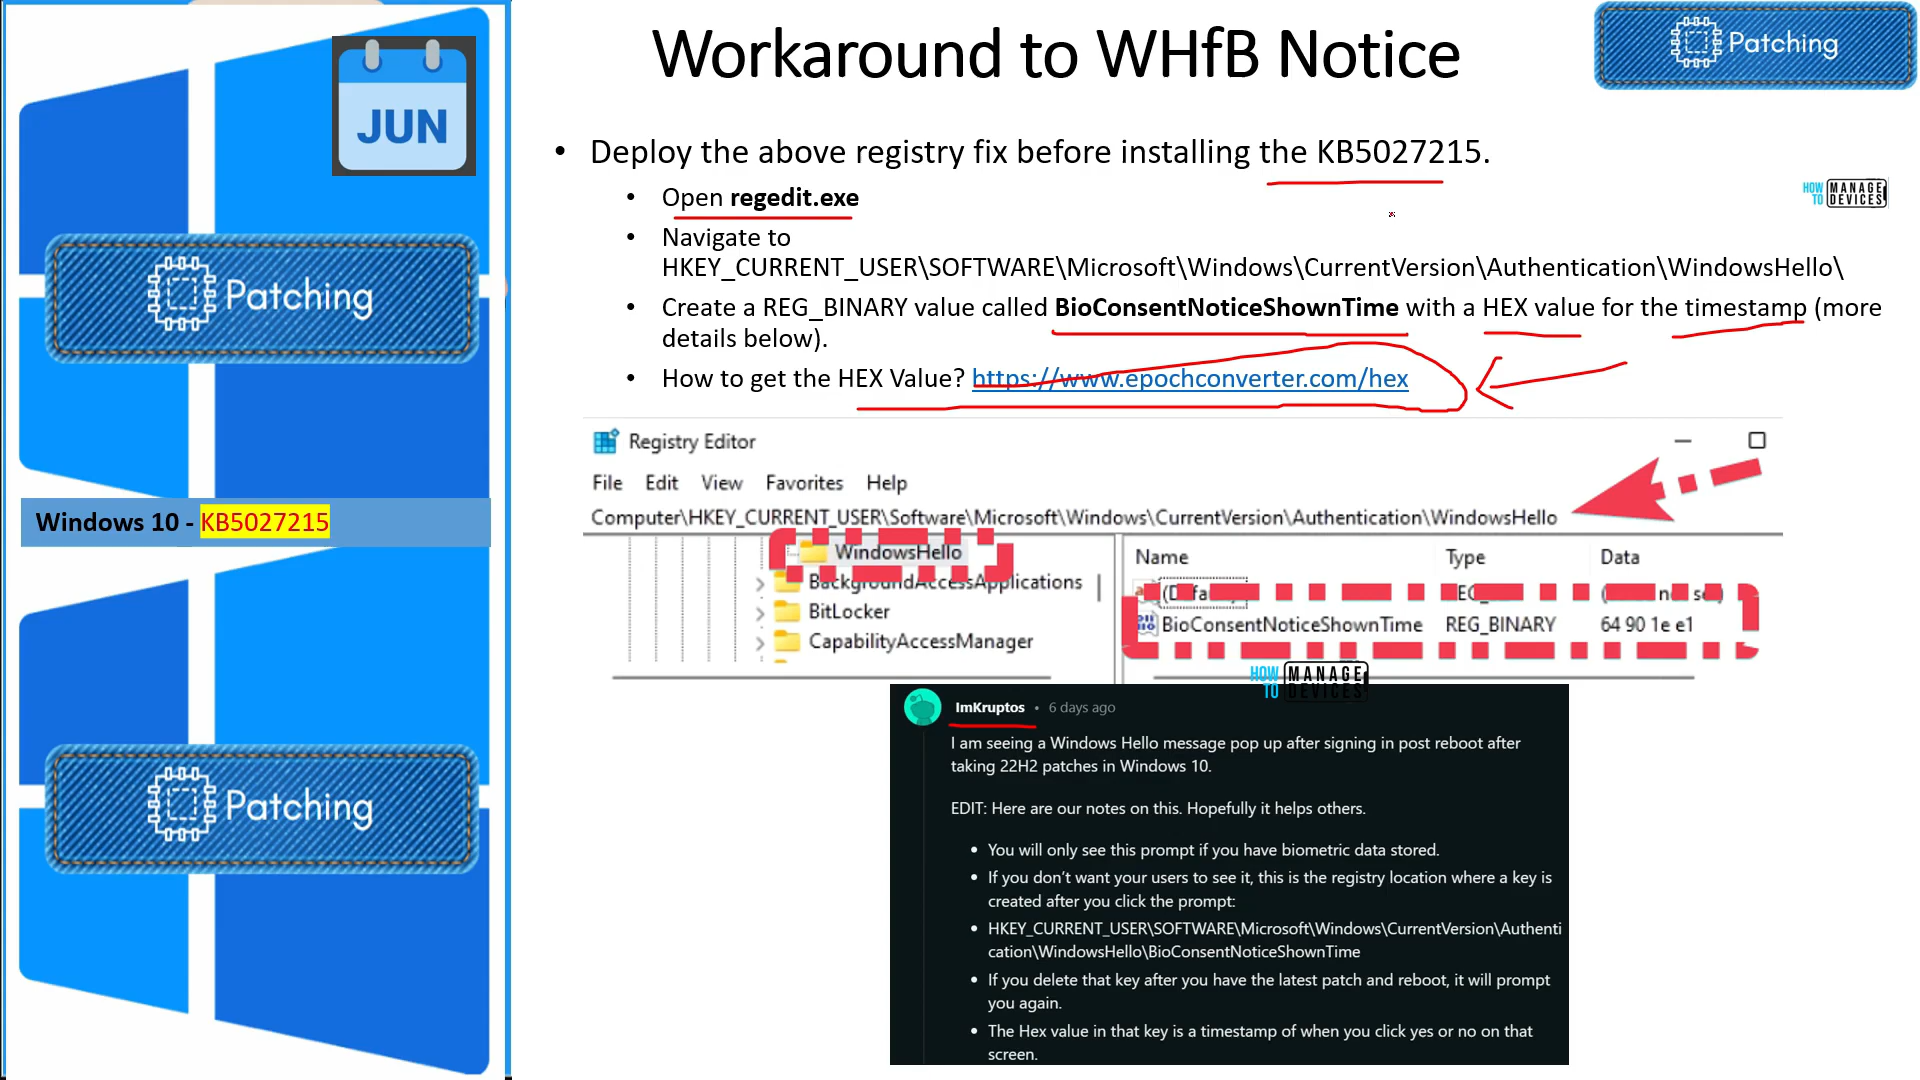 JUN
Patching
Windows 10 - KB5027215
Patching
Workaround to WHfB Notice
Patching
HOW TO MANAGE DEVICES
• Deploy the above registry fix before installing the KB5027215.
• Open regedit.exe
• Navigate to
HKEY_CURRENT_USER\SOFTWARE\Microsoft\Windows\CurrentVersion\Authentication\WindowsHello\
• Create a REG_BINARY value called BioConsentNoticeShownTime with a HEX value for the timestamp (more
details below).
• How to get the HEX Value? https://www.epochconverter.com/hex
Registry Editor
File Edit View Favorites Help
Computer\HKEY_CURRENT_USER\Software\Microsoft\Windows\CurrentVersion\Authentication\WindowsHello
WindowsHello
BackgroundAccessApplications
BitLocker
CapabilityAccessManager
Name Type Data
BioConsentNoticeShownTime REG_BINARY 64 90 1e e1
HOW TO MANAGE DEVICES
ImKruptos • 6 days ago
I am seeing a Windows Hello message pop up after signing in post reboot after
taking 22H2 patches in Windows 10.
EDIT: Here are our notes on this. Hopefully it helps others.
• You will only see this prompt if you have biometric data stored.
• If you don't want your users to see it, this is the registry location where a key is
created after you click the prompt:
• HKEY_CURRENT_USER\SOFTWARE\Microsoft\Windows\CurrentVersion\Authenti
cation\WindowsHello\BioConsentNoticeShownTime
• If you delete that key after you have the latest patch and reboot, it will prompt
you again.
• The Hex value in that key is a timestamp of when you click yes or no on that
screen.